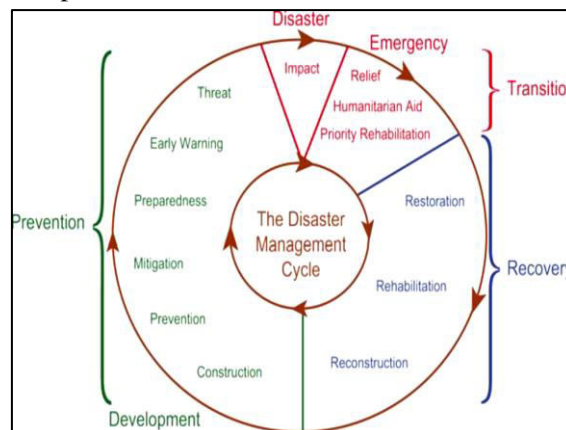 Disaster
Emergency
Impact
Relief
Threat
Humanitarian Aid
Transitio
Early Warning
Priority Rehabilitation
Preparedness
Restoration
Prevention
The Disaster
Management
Cycle
Mitigation
Recovery
Rehabilitation
Prevention
Reconstruction
Construction
Development